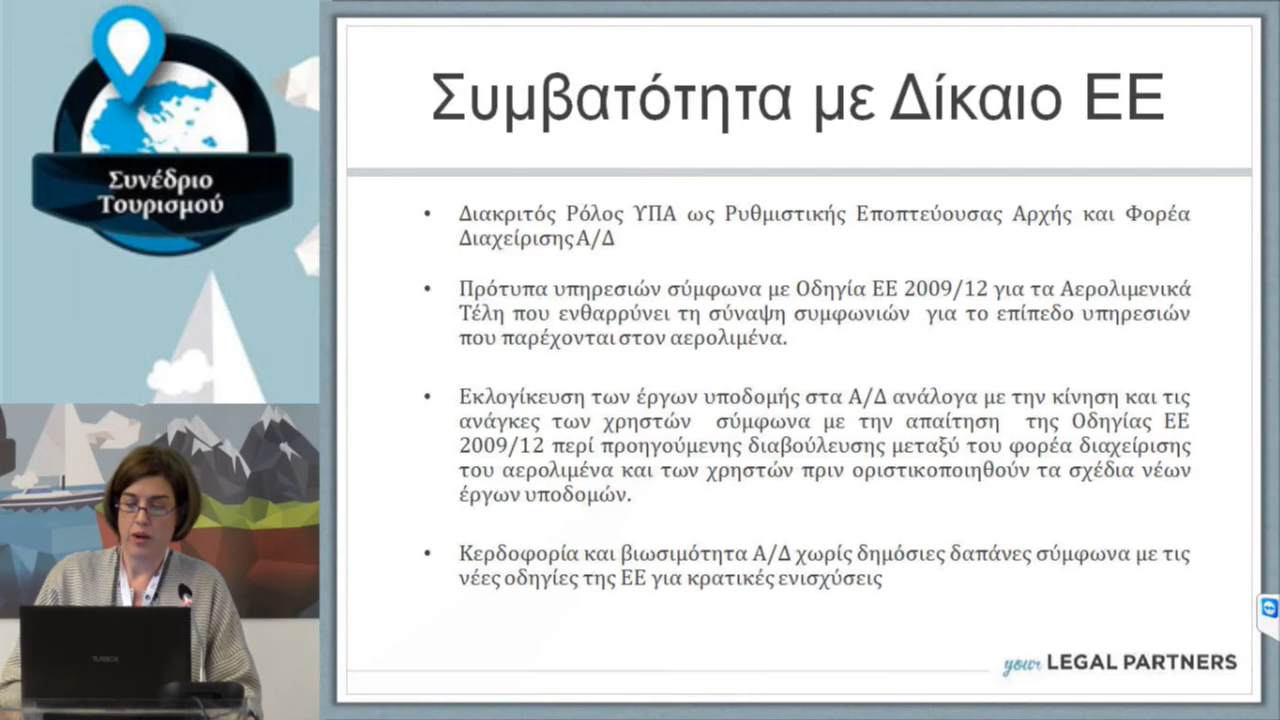 Συνέδριο
Τουρισμού
Συμβατότητα με Δίκαιο ΕΕ
• Διακριτός Ρόλος ΥΠΑ ως Ρυθμιστικής Εποπτεύουσας Αρχής και Φορέα
Διαχείρισης Α/Δ
• Πρότυπα υπηρεσιών σύμφωνα με Οδηγία ΕΕ 2009/12 για τα Αερολιμενικά
Τέλη που ενθαρρύνει τη σύναψη συμφωνιών για το επίπεδο υπηρεσιών
που παρέχονται στον αερολιμένα.
• Εκλογίκευση των έργων υποδομής στα Α/Δ ανάλογα με την κίνηση και τις
ανάγκες των χρηστών σύμφωνα με την απαίτηση της Οδηγίας ΕΕ
2009/12 περί προηγούμενης διαβούλευσης μεταξύ του φορέα διαχείρισης
του αερολιμένα και των χρηστών πριν οριστικοποιηθούν τα σχέδια νέων
έργων υποδομών.
• Κερδοφορία και βιωσιμότητα Α/Δ χωρίς δημόσιες δαπάνες σύμφωνα με τις
νέες οδηγίες της ΕΕ για κρατικές ενισχύσεις
your LEGAL PARTNERS
TURBOX